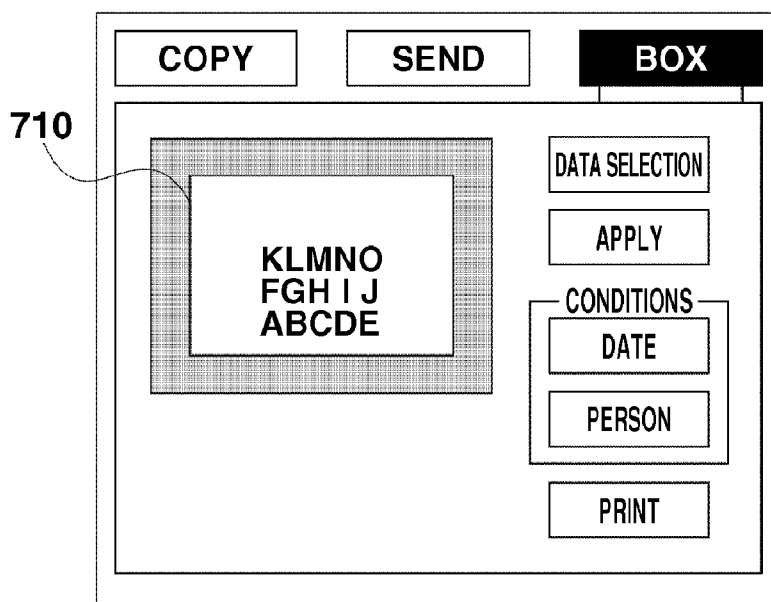 COPY
SEND
BOX
710
KLMNO
FGH I J
ABCDE
DATA SELECTION
APPLY
CONDITIONS
DATE
PERSON
PRINT